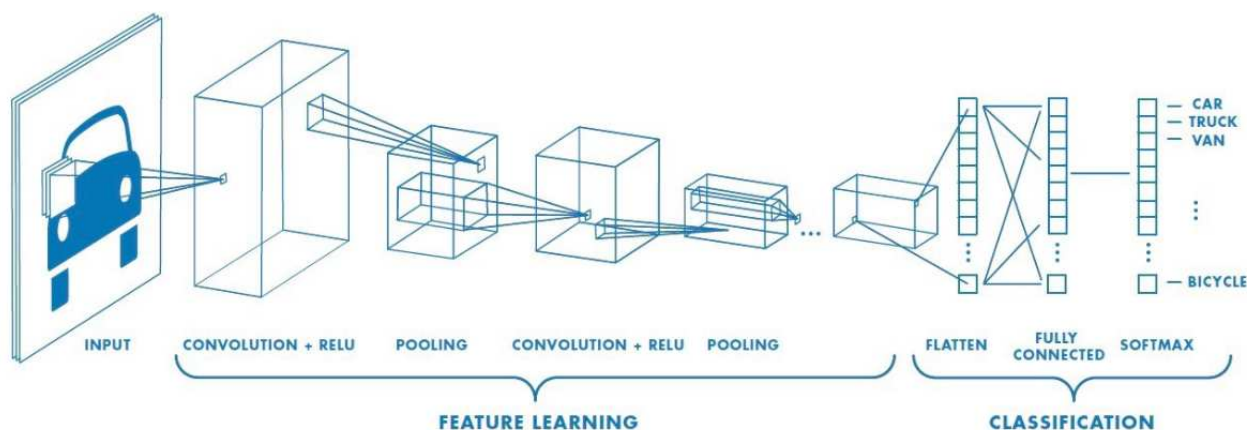 CAR
TRUCK
VAN
BICYCLE
INPUT
CONVOLUTION + RELU
POOLING
CONVOLUTION + RELU
POOLING
FLATTEN
FULLY
CONNECTED
SOFTMAX
FEATURE LEARNING
CLASSIFICATION